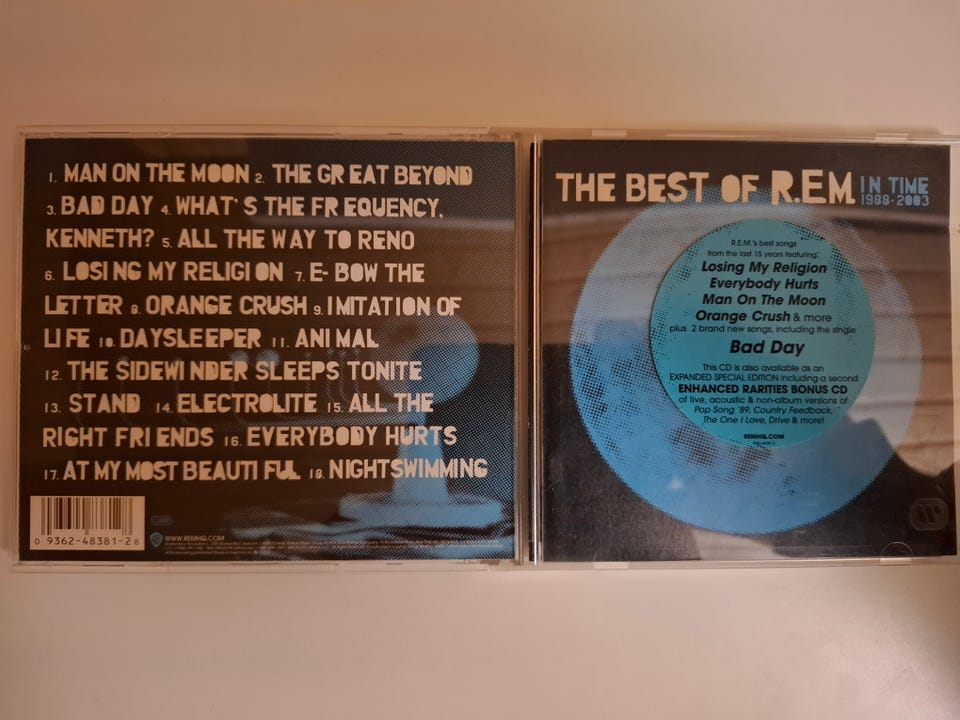 1. MAN ON THE MOON 2. THE GREAT BEYOND
3. BAD DAY 4. WHAT'S THE FREQUENCY,
KENNETH? 5. ALL THE WAY TO RENO
6. LOSING MY RELIGION 7. E-BOW THE
LETTER 8. ORANGE CRUSH 9. IMITATION OF
LIFE 10. DAYSLEEPER 11. ANIMAL
12. THE SIDEWINDER SLEEPS TONITE
13. STAND 14. ELECTROLITE 15. ALL THE
RIGHT FRIENDS 16. EVERYBODY HURTS
17. AT MY MOST BEAUTIFUL 18. NIGHTSWIMMING
0 9362-48381-2 8
WWW.REMHQ.COM
THE BEST OF R.E.M. IN TIME
1988-2003
R.E.M.'s best songs
from the last 15 years featuring:
Losing My Religion
Everybody Hurts
Man On The Moon
Orange Crush & more
plus 2 brand new songs, including the single
Bad Day
This CD is also available as an
EXPANDED SPECIAL EDITION including a second
ENHANCED RARITIES BONUS CD
of live, acoustic & non-album versions of
Pop Song '89, Country Feedback,
The One I Love, Drive & more!
REMHQ.COM